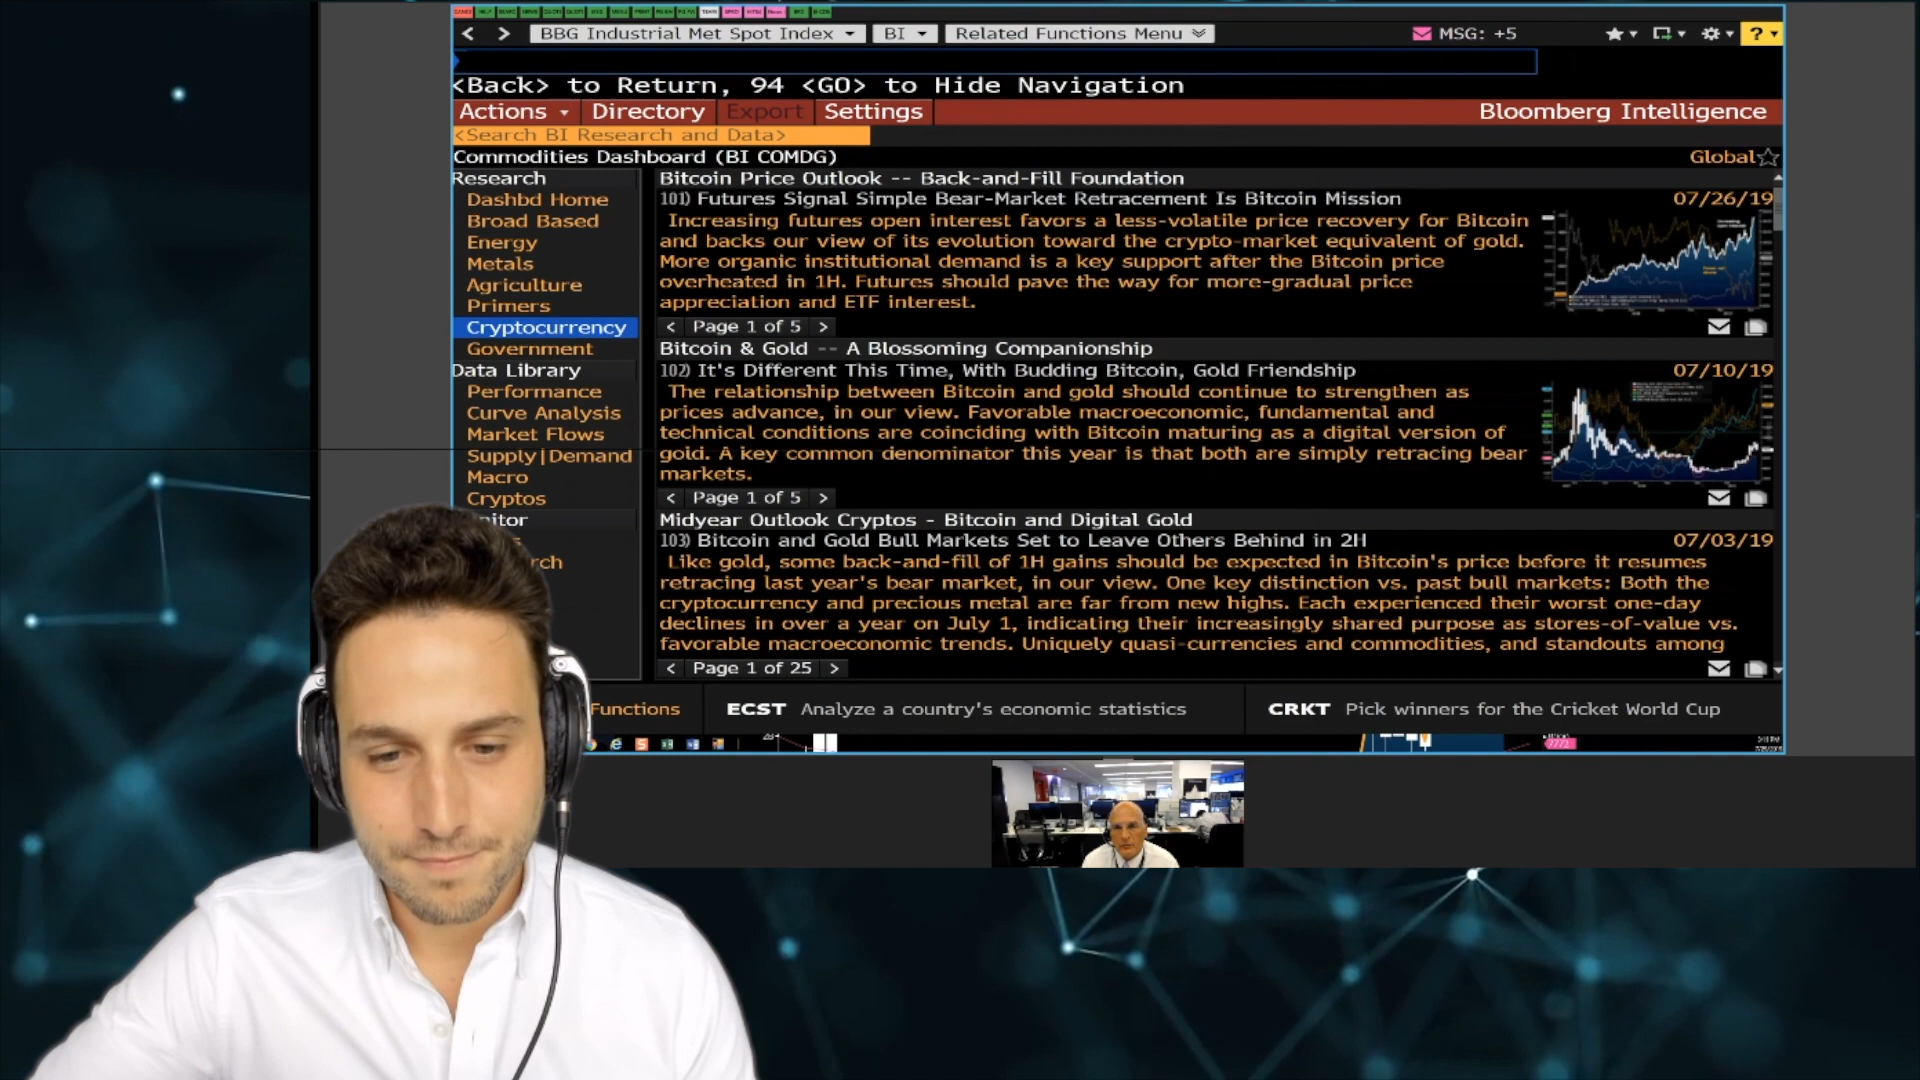 BBG Industrial Met Spot Index
BI
Related Functions Menu
MSG: +5
?
<Back> to Return, 94 <GO> to Hide Navigation
Actions
Directory
Export
Settings
Bloomberg Intelligence
<Search BI Research and Data>
Commodities Dashboard (BI COMDG)
Global
Research
Dashbd Home
Broad Based
Energy
Metals
Agriculture
Primers
Cryptocurrency
Government
Data Library
Performance
Curve Analysis
Market Flows
Supply|Demand
Macro
Cryptos
Bitcoin Price Outlook -- Back-and-Fill Foundation
101) Futures Signal Simple Bear-Market Retracement Is Bitcoin Mission
07/26/19
Increasing futures open interest favors a less-volatile price recovery for Bitcoin
and backs our view of its evolution toward the crypto-market equivalent of gold.
More organic institutional demand is a key support after the Bitcoin price
overheated in 1H. Futures should pave the way for more-gradual price
appreciation and ETF interest.
< Page 1 of 5 >
Bitcoin & Gold -- A Blossoming Companionship
102) It's Different This Time, With Budding Bitcoin, Gold Friendship
07/10/19
The relationship between Bitcoin and gold should continue to strengthen as
prices advance, in our view. Favorable macroeconomic, fundamental and
technical conditions are coinciding with Bitcoin maturing as a digital version of
gold. A key common denominator this year is that both are simply retracing bear
markets.
< Page 1 of 5 >
Midyear Outlook Cryptos - Bitcoin and Digital Gold
103) Bitcoin and Gold Bull Markets Set to Leave Others Behind in 2H
07/03/19
Like gold, some back-and-fill of 1H gains should be expected in Bitcoin's price before it resumes
retracing last year's bear market, in our view. One key distinction vs. past bull markets: Both the
cryptocurrency and precious metal are far from new highs. Each experienced their worst one-day
declines in over a year on July 1, indicating their increasingly shared purpose as stores-of-value vs.
favorable macroeconomic trends. Uniquely quasi-currencies and commodities, and standouts among
< Page 1 of 25 >
Functions
ECST Analyze a country's economic statistics
CRKT Pick winners for the Cricket World Cup